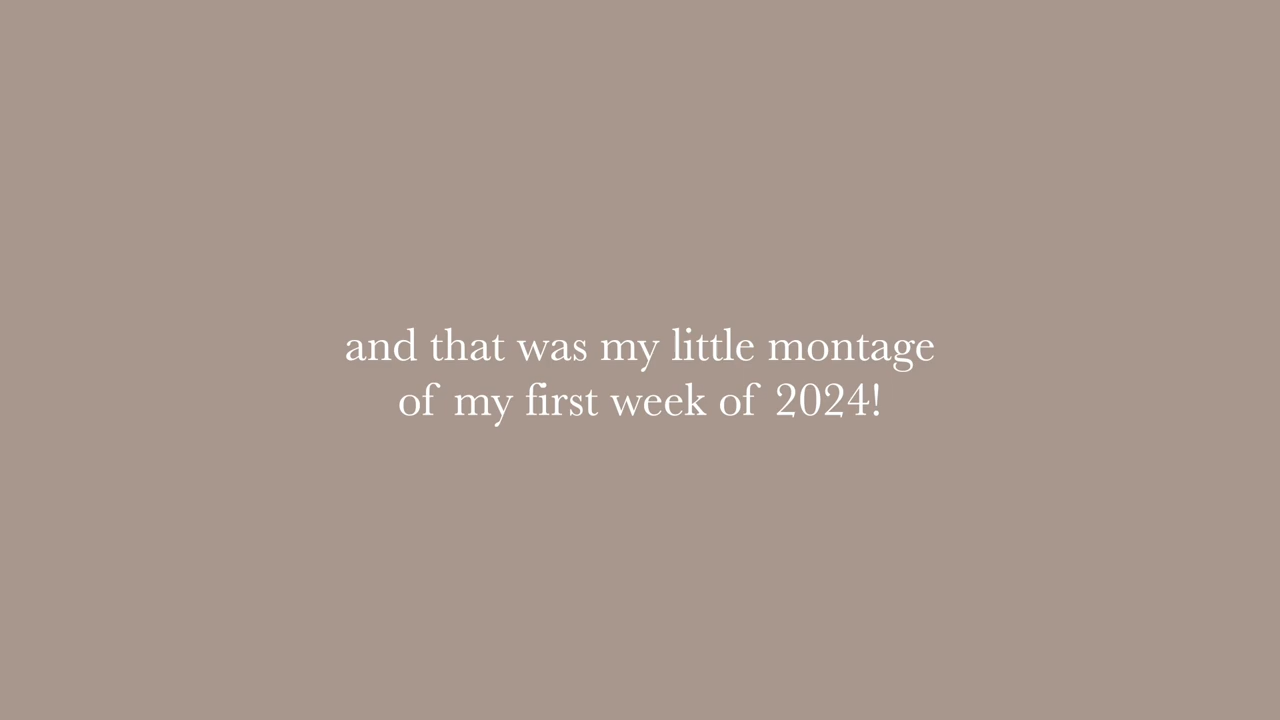 and that was my little montage
of my first week of 2024!